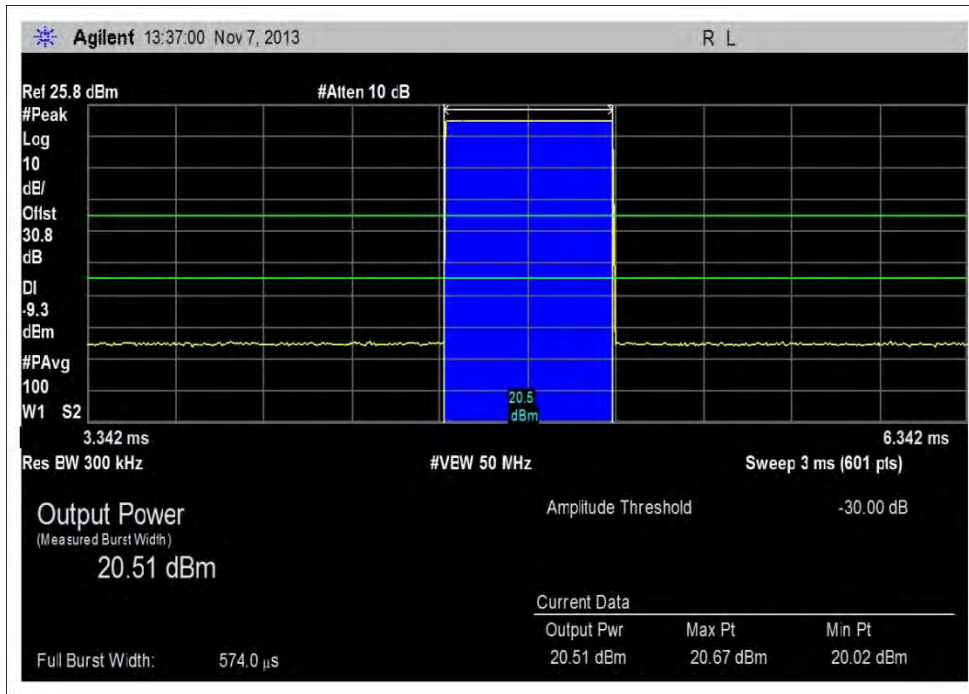 Agilent 13:37:00 Nov 7, 2013 R L
Ref 25.8 dBm #Atten 10 dB
#Peak
Log
10
dB/
Offst
30.8
dB
DI
-9.3
dBm
#PAvg
100
W1 S2
20.5
dBm
3.342 ms 6.342 ms
Res BW 300 kHz #VBW 50 MHz Sweep 3 ms (601 pts)
Output Power
(Measured Burst Width)
20.51 dBm
Amplitude Threshold -30.00 dB
Current Data
Output Pwr Max Pt Min Pt
20.51 dBm 20.67 dBm 20.02 dBm
Full Burst Width: 574.0 µs